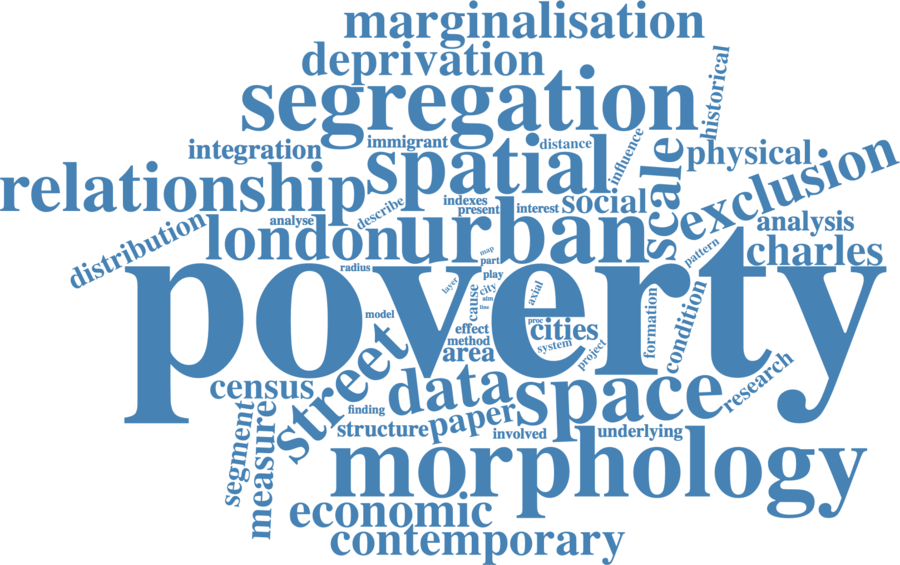 marginalisation
deprivation
historical
segregation
integration
immigrant
distance
influence
physical
spatial
relationship
scale
exclusion
indexes
describe
present
interest
social
analyse
analysis
distribution
london
urban
charles
map
part
pattern
radius
play
poverty
layer
cause
city
axial
aim
line
formation
condition
model
proc
effect
cities
method
system
area
project
street
data
space
research
census
finding
paper
segment
measure
structure
involved
underlying
morphology
economic
contemporary